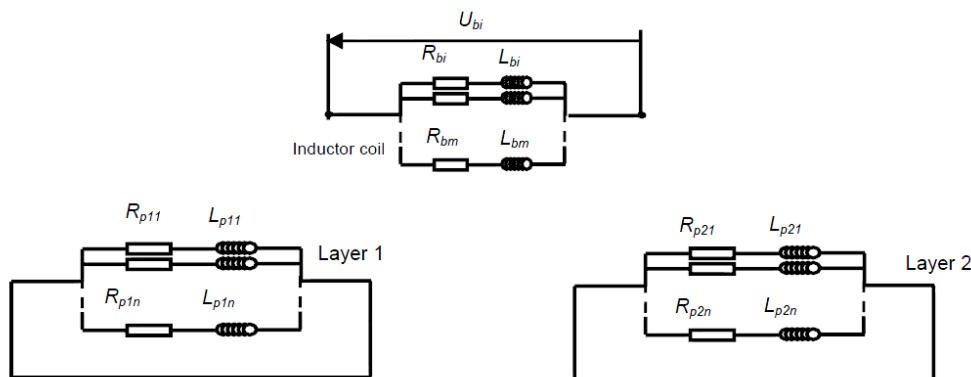 U_bi
R_bi L_bi
R_bm L_bm
Inductor coil
R_p11 L_p11
Layer 1
R_p1n L_p1n
R_p21 L_p21
Layer 2
R_p2n L_p2n